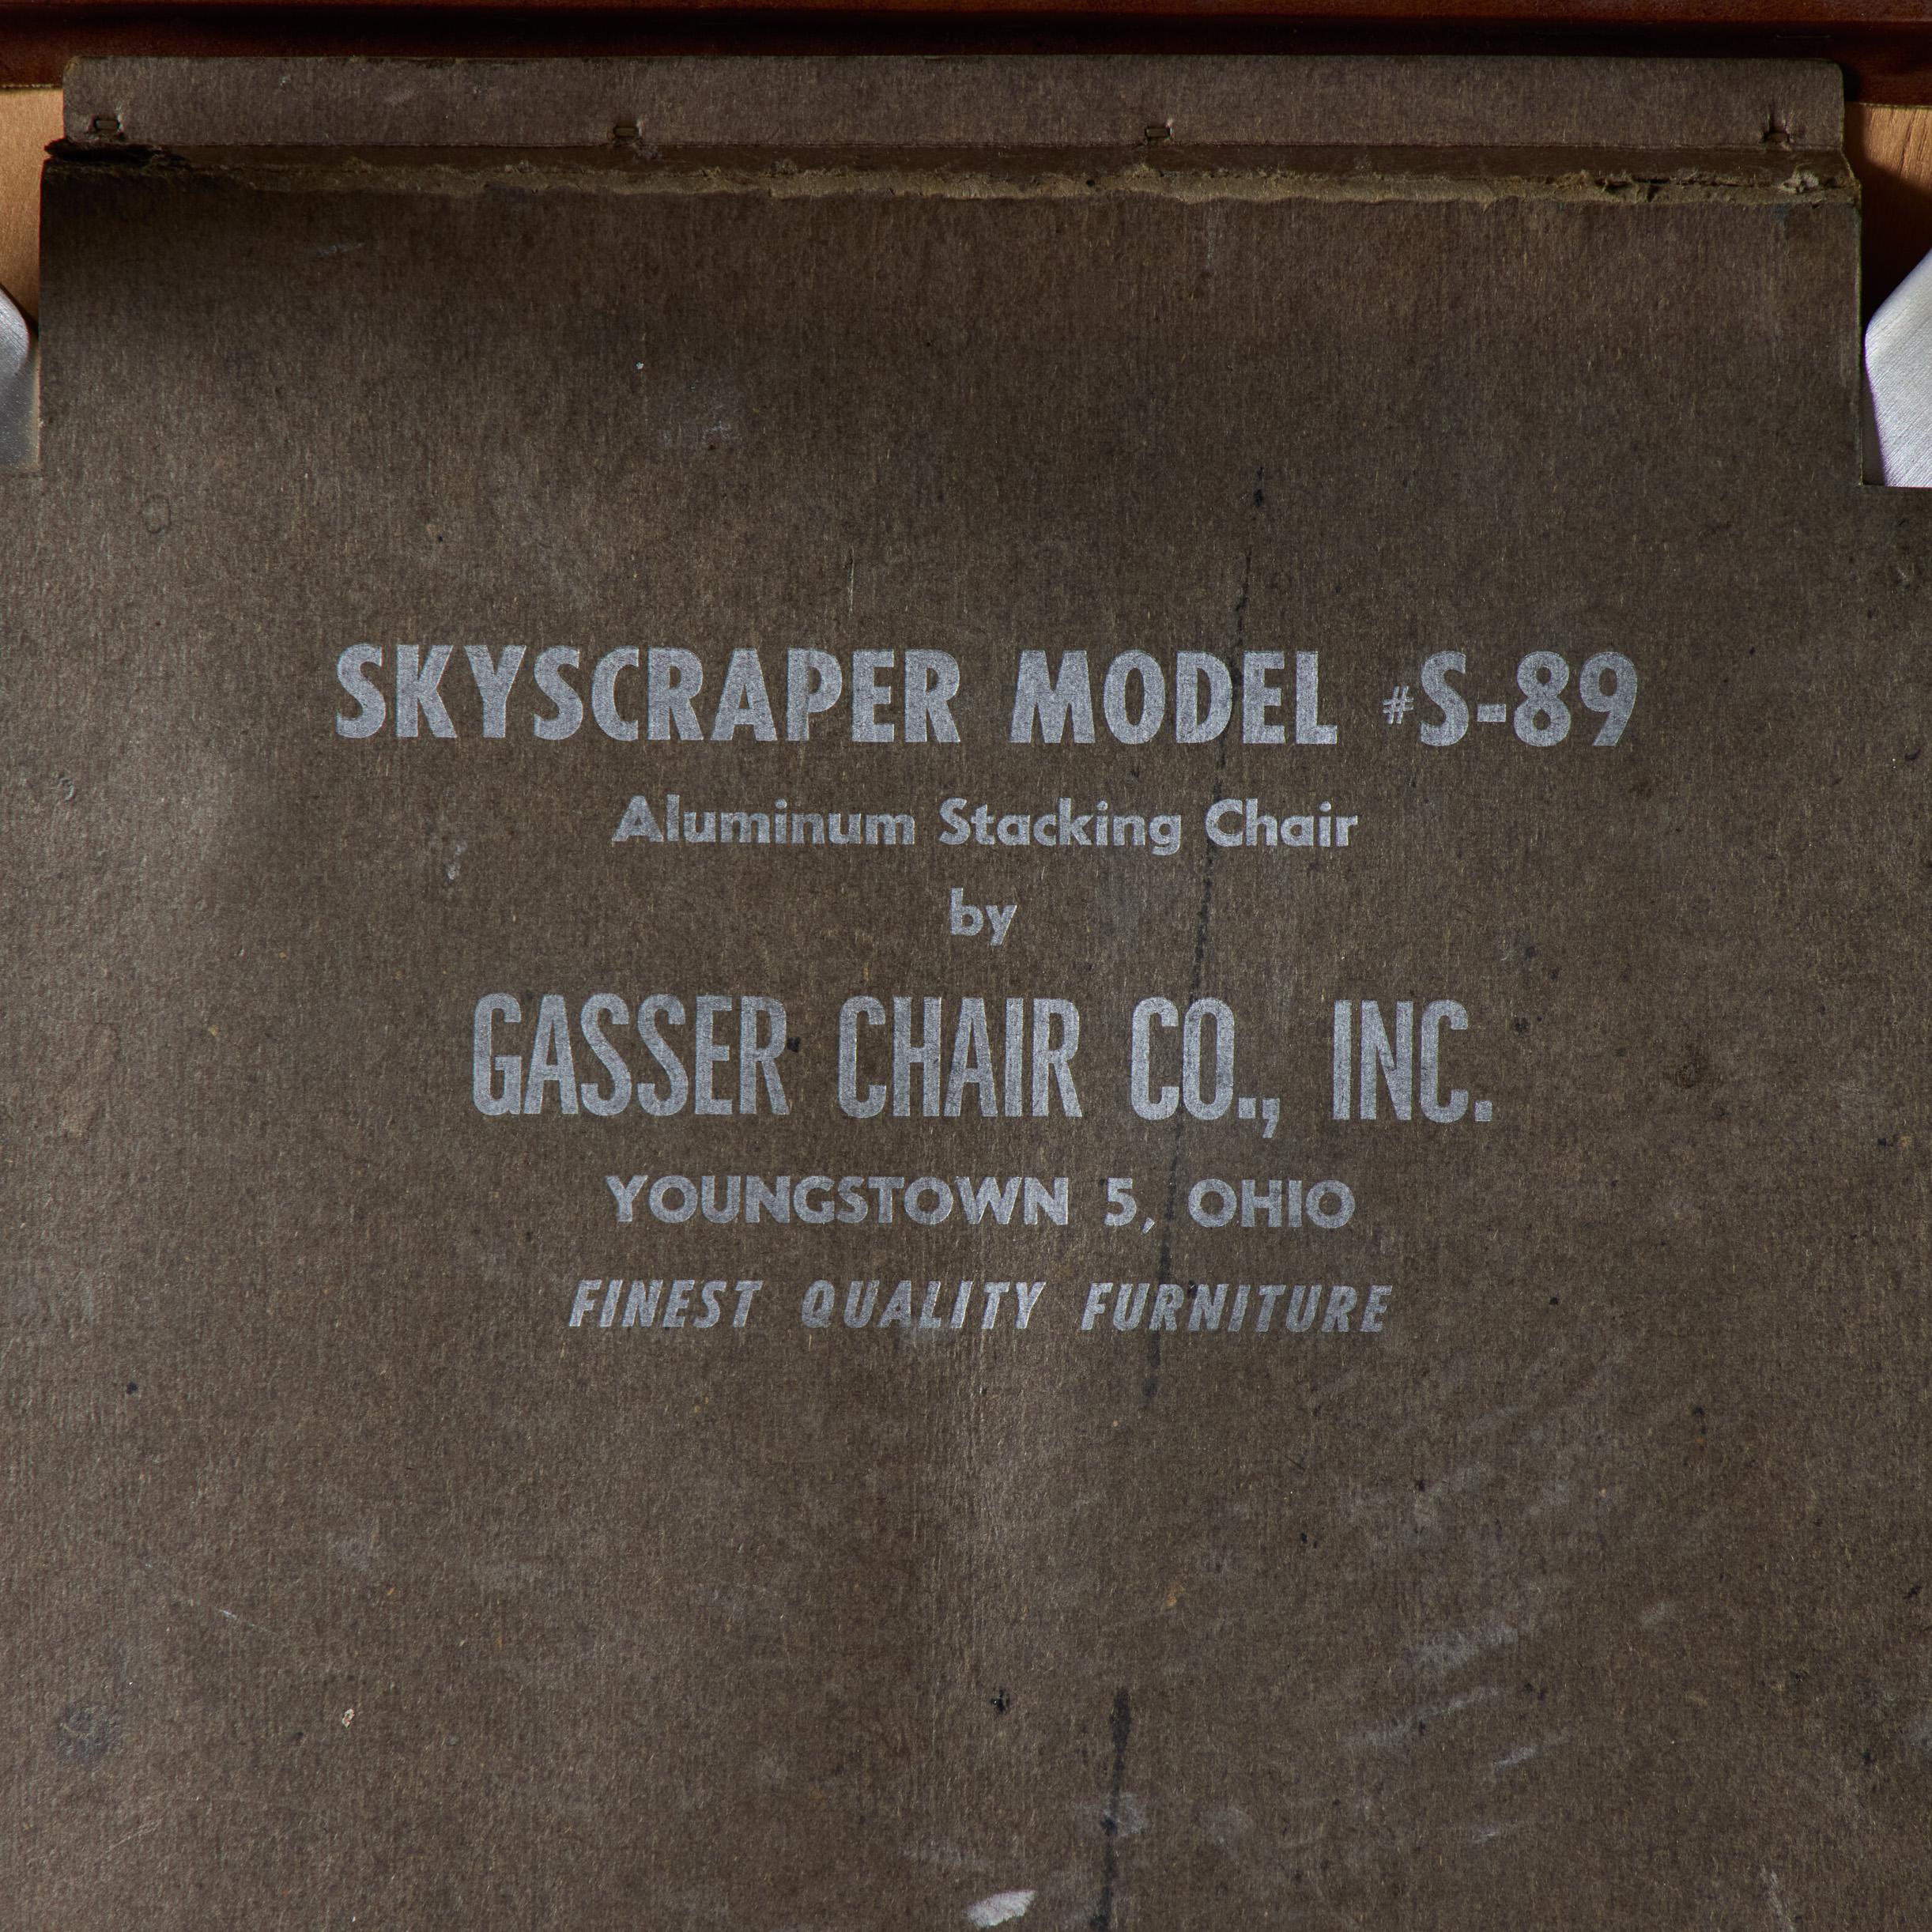 SKYSCRAPER MODEL #S-89
Aluminum Stacking Chair
by
GASSER CHAIR CO., INC.
YOUNGSTOWN 5, OHIO
FINEST QUALITY FURNITURE